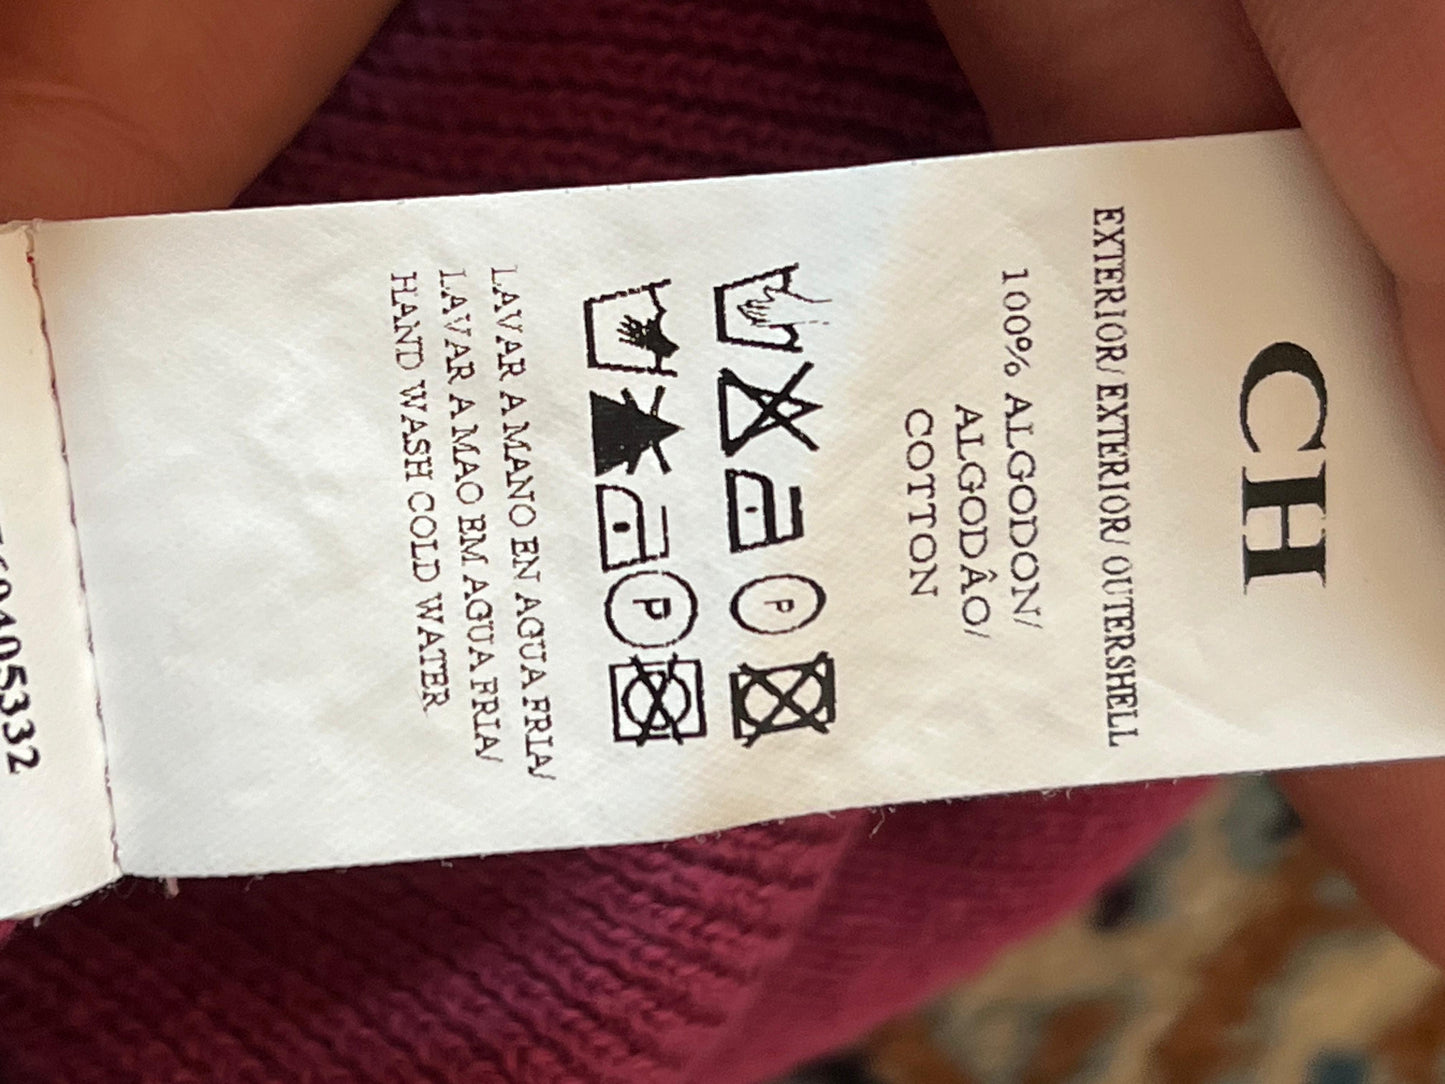 CH
EXTERIOR/ EXTERIOR/ OUTERSHELL
100% ALGODON/
ALGODÂO/
COTTON
P
P
LAVAR A MANO EN AGUA FRIA/
LAVAR A MAO EM AGUA FRIA/
HAND WASH COLD WATER